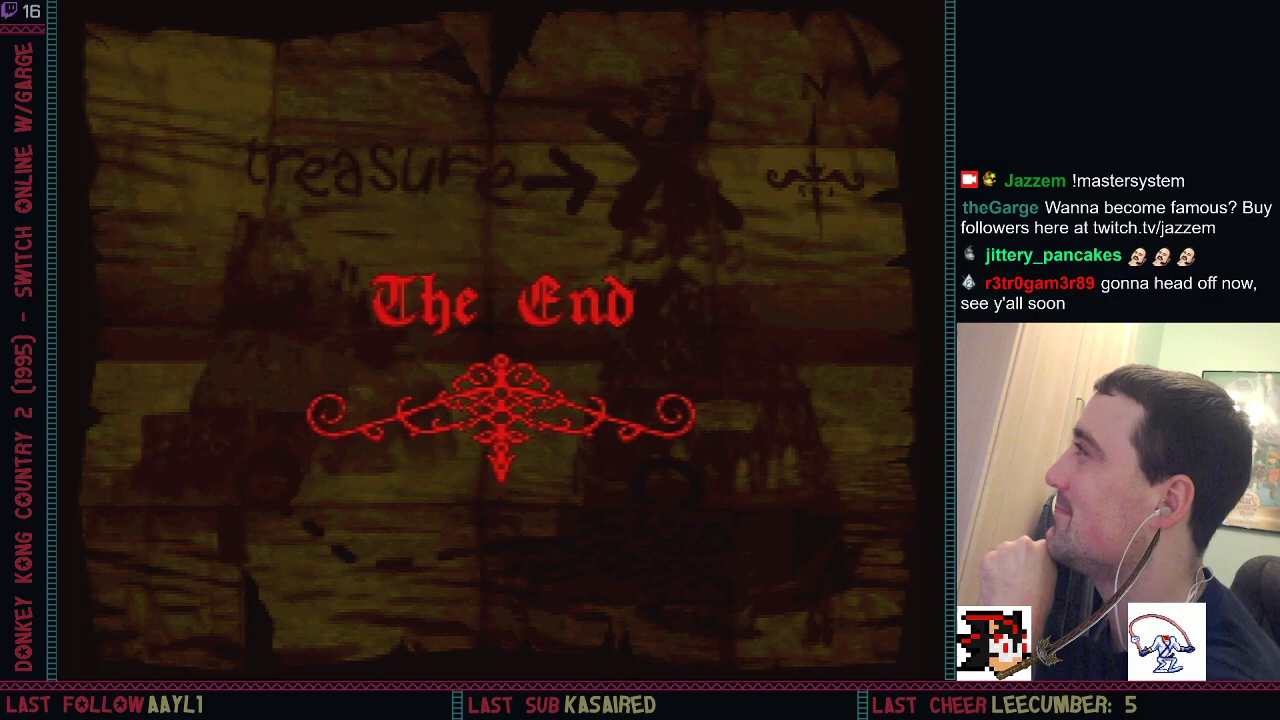 16
DONKEY KONG COUNTRY 2 (1995) - SWITCH ONLINE W/GARGE
N
treasure
The End
Jazzem !mastersystem
theGarge Wanna become famous? Buy
followers here at twitch.tv/jazzem
jittery_pancakes
r3tr0gam3r89 gonna head off now,
see y'all soon
LAST FOLLOW AAYL1
LAST SUB KASAIRED
LAST CHEER LEECUMBER: 5